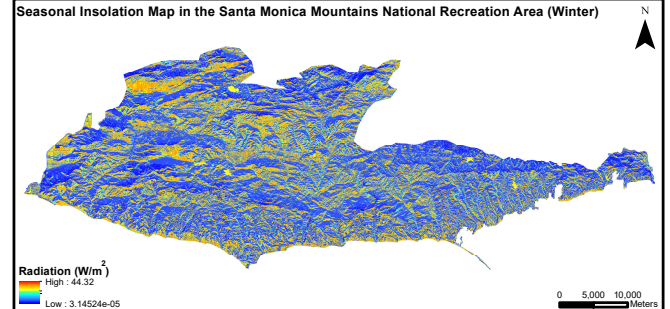 Seasonal Insolation Map in the Santa Monica Mountains National Recreation Area (Winter)
N
Radiation (W/m²)
High : 44.32
Low : 3.14524e-05
0 5,000 10,000
Meters